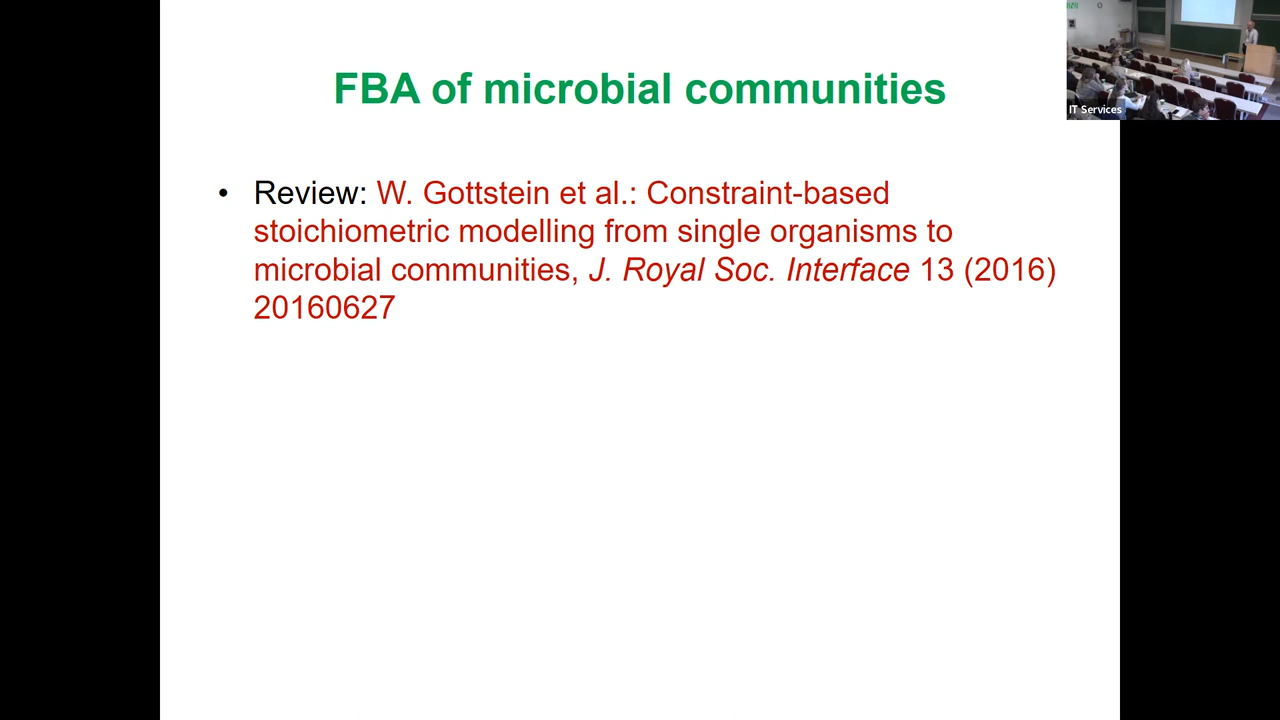 FBA of microbial communities
• Review: W. Gottstein et al.: Constraint-based
stoichiometric modelling from single organisms to
microbial communities, J. Royal Soc. Interface 13 (2016)
20160627
IT Services